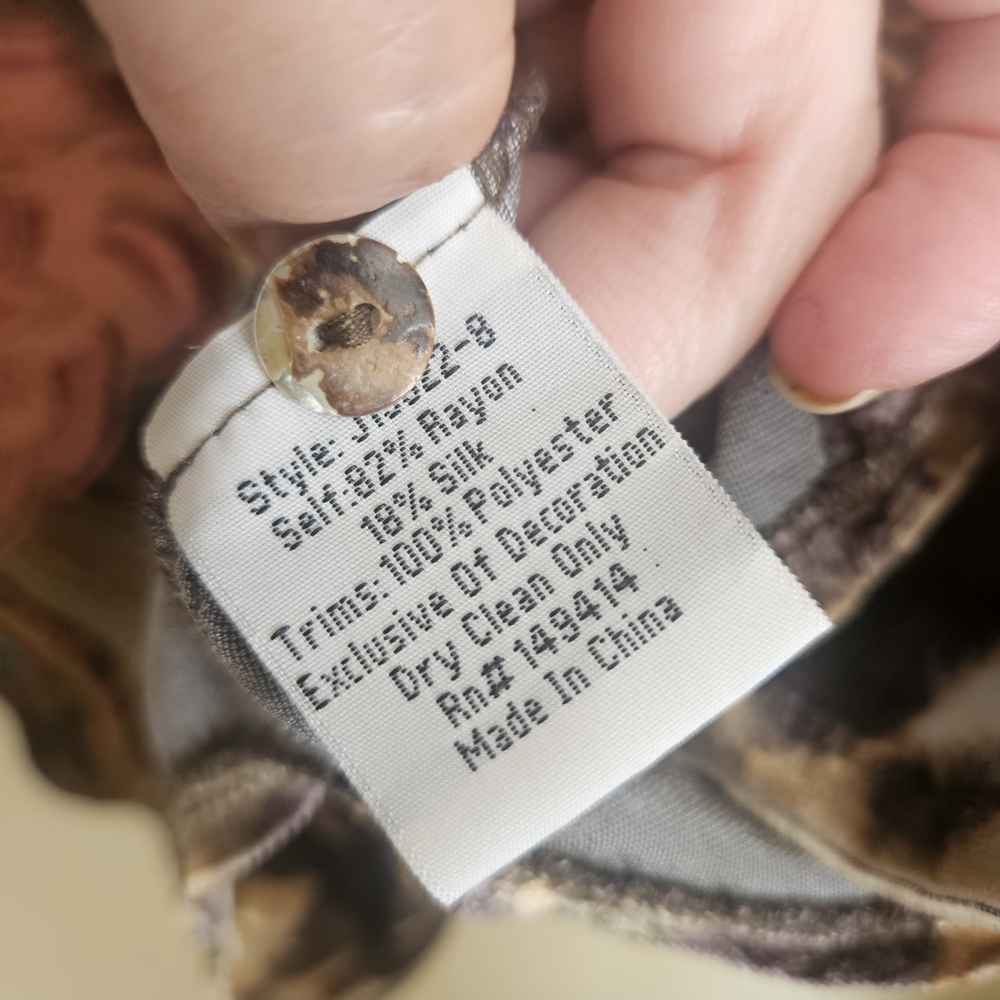 Style:
Self:82% Rayon
18% Silk
Trims:100% Polyester
Exclusive Of Decoration
Dry Clean Only
Rn# 149414
Made In China